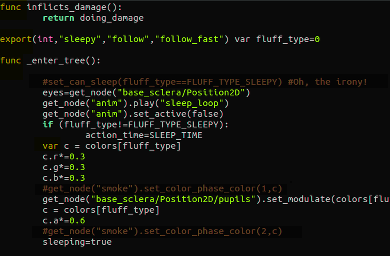 func inflicts_damage():
return doing_damage
export(int,"sleepy","follow","follow_fast") var fluff_type=0
func _enter_tree():
#set_can_sleep(fluff_type==FLUFF_TYPE_SLEEPY) #Oh, the irony!
eyes=get_node("base_sclera/Position2D")
get_node("anim").play("sleep_loop")
get_node("anim").set_active(false)
if (fluff_type!=FLUFF_TYPE_SLEEPY):
action_time=SLEEP_TIME
var c = colors[fluff_type]
c.r*=0.3
c.g*=0.3
c.b*=0.3
#get_node("smoke").set_color_phase_color(1,c)
get_node("base_sclera/Position2D/pupils").set_modulate(colors[flu
c = colors[fluff_type]
c.a*=0.6
#get_node("smoke").set_color_phase_color(2,c)
sleeping=true